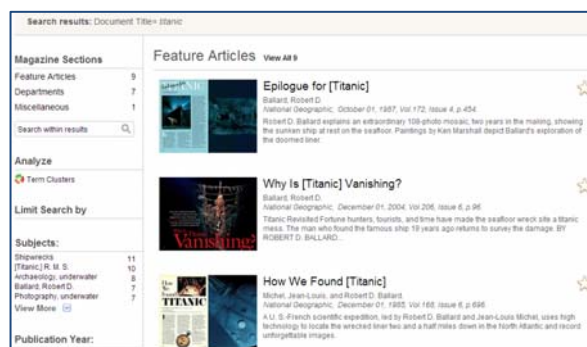 Search results: Document Title= titanic
Magazine Sections
Feature Articles 9
Departments 7
Miscellaneous 1
Search within results
Analyze
Term Clusters
Limit Search by
Subjects:
Shipwrecks 11
[Titanic,] R. M. S. 10
Archaeology, underwater 8
Ballard, Robert D. 7
Photography, underwater 7
View More
Publication Year:
Feature Articles View All 9
Epilogue for [Titanic]
Ballard, Robert D.
National Geographic, October 01, 1987, Vol.172, Issue 4, p.454.
Robert D. Ballard explains an extraordinary 108-photo mosaic, two years in the making, showing
the sunken ship at rest on the seafloor. Paintings by Ken Marshall depict Ballard's exploration of
the doomed liner.
Why Is [Titanic] Vanishing?
Ballard, Robert D.
National Geographic, December 01, 2004, Vol.206, Issue 6, p.96.
Titanic Revisited Fortune hunters, tourists, and time have made the seafloor wreck site a titanic
mess. The man who found the famous ship 19 years ago returns to survey the damage. BY
ROBERT D. BALLARD...
Vanishing?
How We Found [Titanic]
Michel, Jean-Louis, and Robert D. Ballard.
National Geographic, December 01, 1985, Vol.168, Issue 6, p.696.
A U. S.-French scientific expedition, led by Robert D. Ballard and Jean-Louis Michel, uses high
technology to locate the wrecked liner two and a half miles down in the North Atlantic and record
unforgettable images.
How We
Found
TITANIC